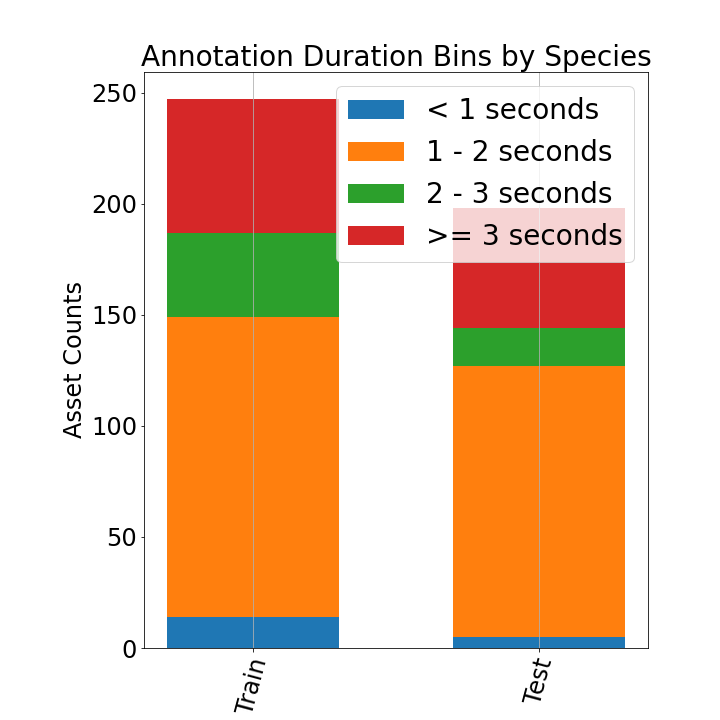 Annotation Duration Bins by Species
250
200
150
100
50
0
Asset Counts
< 1 seconds
1 - 2 seconds
2 - 3 seconds
>= 3 seconds
Train
Test